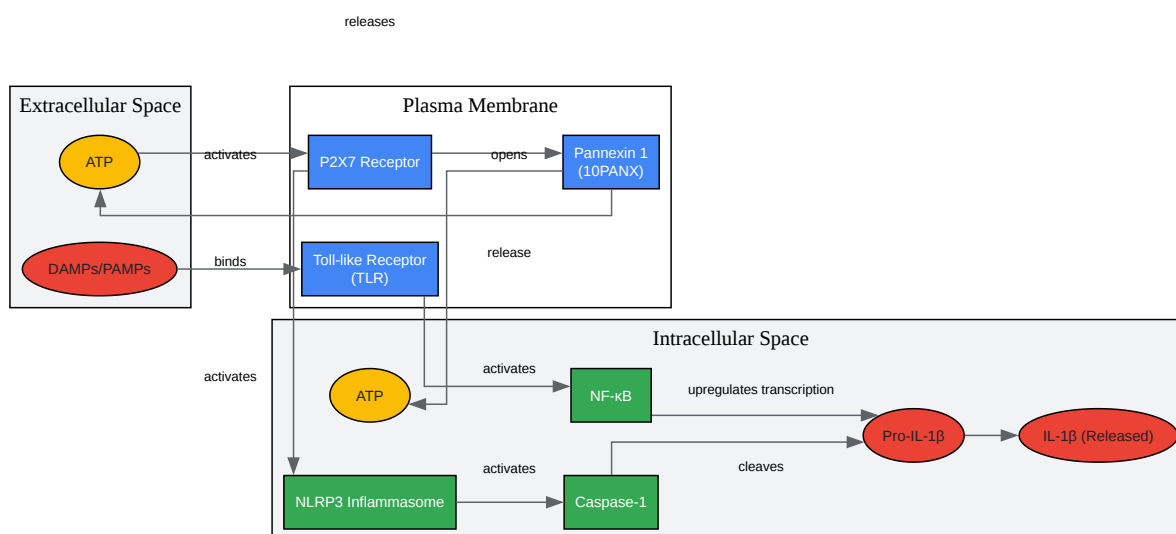 releases
Extracellular Space
Plasma Membrane
ATP
activates
P2X7 Receptor
opens
Pannexin 1
(10PANX)
DAMPs/PAMPs
binds
Toll-like Receptor
(TLR)
release
Intracellular Space
activates
ATP
activates
NF-κB
upregulates transcription
Pro-IL-1β
IL-1β (Released)
cleaves
NLRP3 Inflammasome
activates
Caspase-1